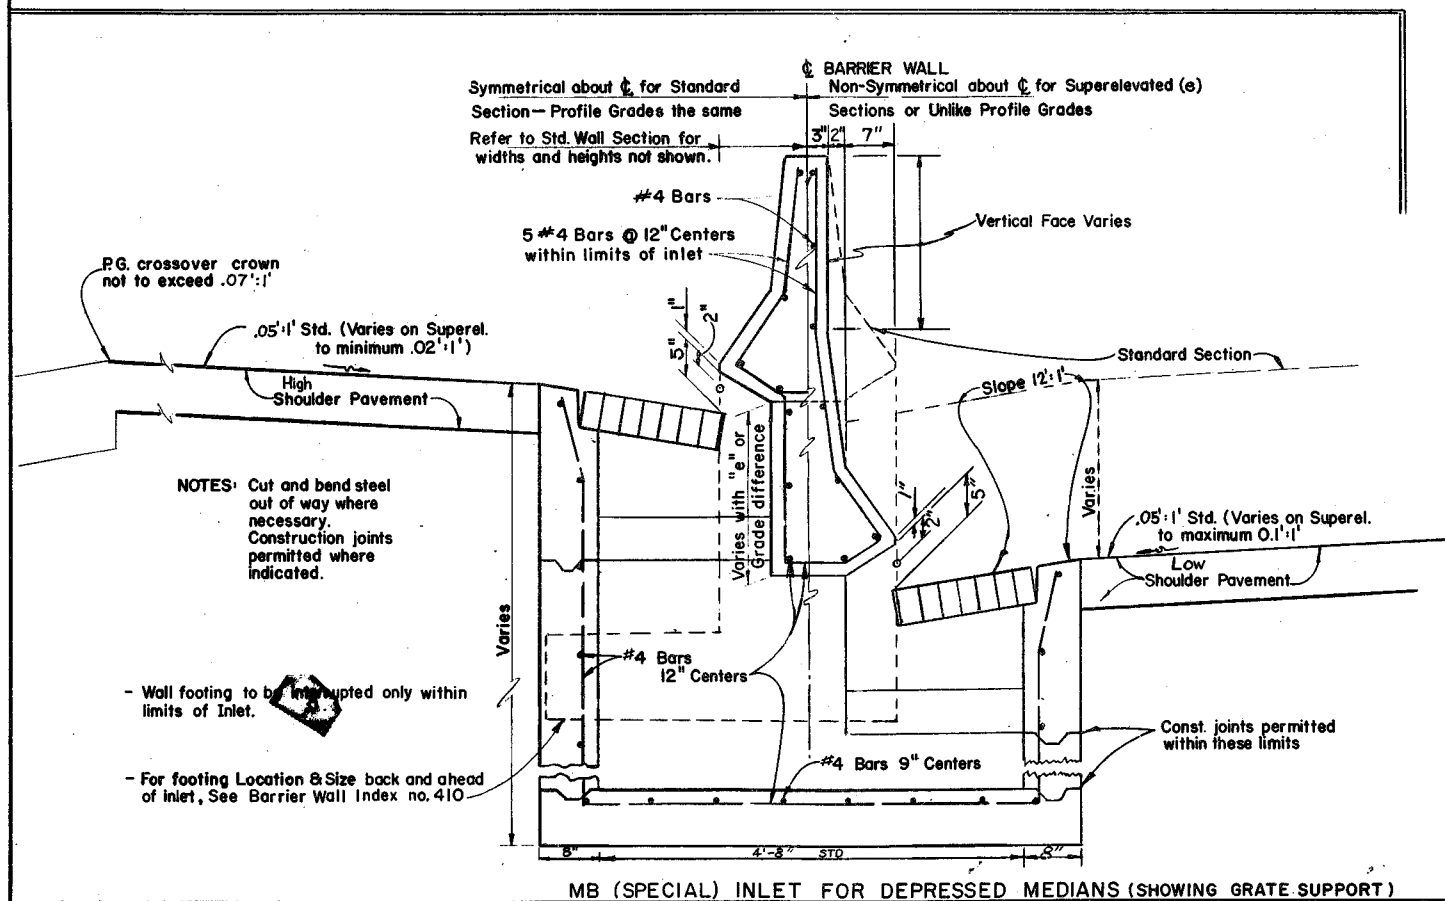 ℄ BARRIER WALL
Symmetrical about ℄ for Standard
Section — Profile Grades the same
Non-Symmetrical about ℄ for Superelevated (e)
Sections or Unlike Profile Grades
Refer to Std. Wall Section for
widths and heights not shown.
3" 2" 7"
#4 Bars
5 #4 Bars @ 12" Centers
within limits of inlet
Vertical Face Varies
P.G. crossover crown
not to exceed .07':1'
.05':1' Std. (Varies on Superel.
to minimum .02':1')
1"
2"
5"
High
Shoulder Pavement
Standard Section
Slope 12':1'
Varies with "e" or
Grade difference
NOTES: Cut and bend steel
out of way where
necessary.
Construction joints
permitted where
indicated.
1"
2"
5"
Varies
.05':1' Std. (Varies on Superel.
to maximum 0.1':1'
Low
Shoulder Pavement
Varies
#4 Bars
12" Centers
- Wall footing to be interrupted only within
limits of Inlet.
Const. joints permitted
within these limits
- For footing Location & Size back and ahead
of inlet, See Barrier Wall Index no. 410
#4 Bars 9" Centers
8" 4'-8" STD 8"
MB (SPECIAL) INLET FOR DEPRESSED MEDIANS (SHOWING GRATE SUPPORT)